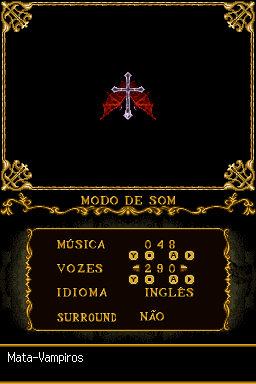 MODO DE SOM
MÚSICA 048
Y A
VOZES 290
Y A
IDIOMA INGLÊS
SURROUND NÃO
Mata-Vampiros